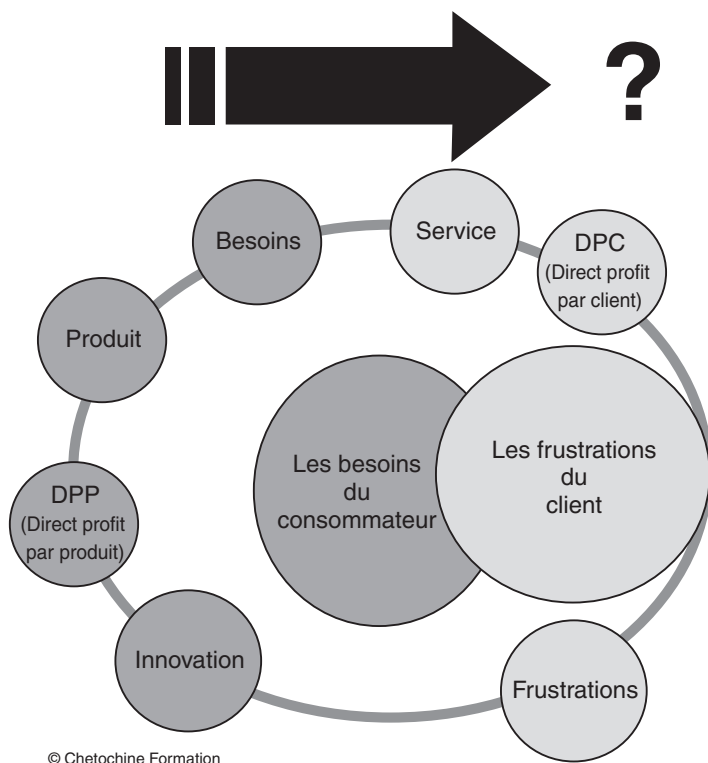 ?
Besoins
Service
DPC
(Direct profit
par client)
Produit
Les besoins
du
consommateur
Les frustrations
du
client
DPP
(Direct profit
par produit)
Innovation
Frustrations
© Chetochine Formation